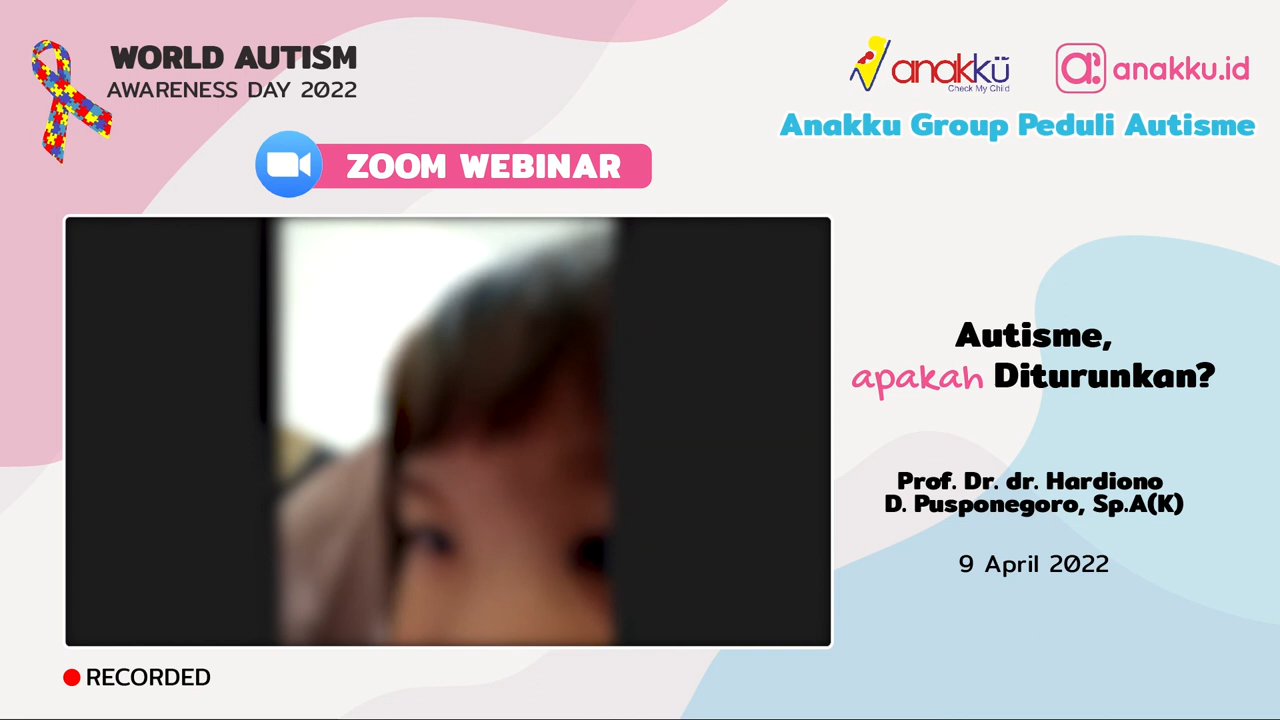 WORLD AUTISM
AWARENESS DAY 2022
anakkü
Check My Child
a:
anakku.id
Anakku Group Peduli Autisme
ZOOM WEBINAR
Autisme,
apakah Diturunkan?
Prof. Dr. dr. Hardiono
D. Pusponegoro, Sp.A(K)
9 April 2022
RECORDED